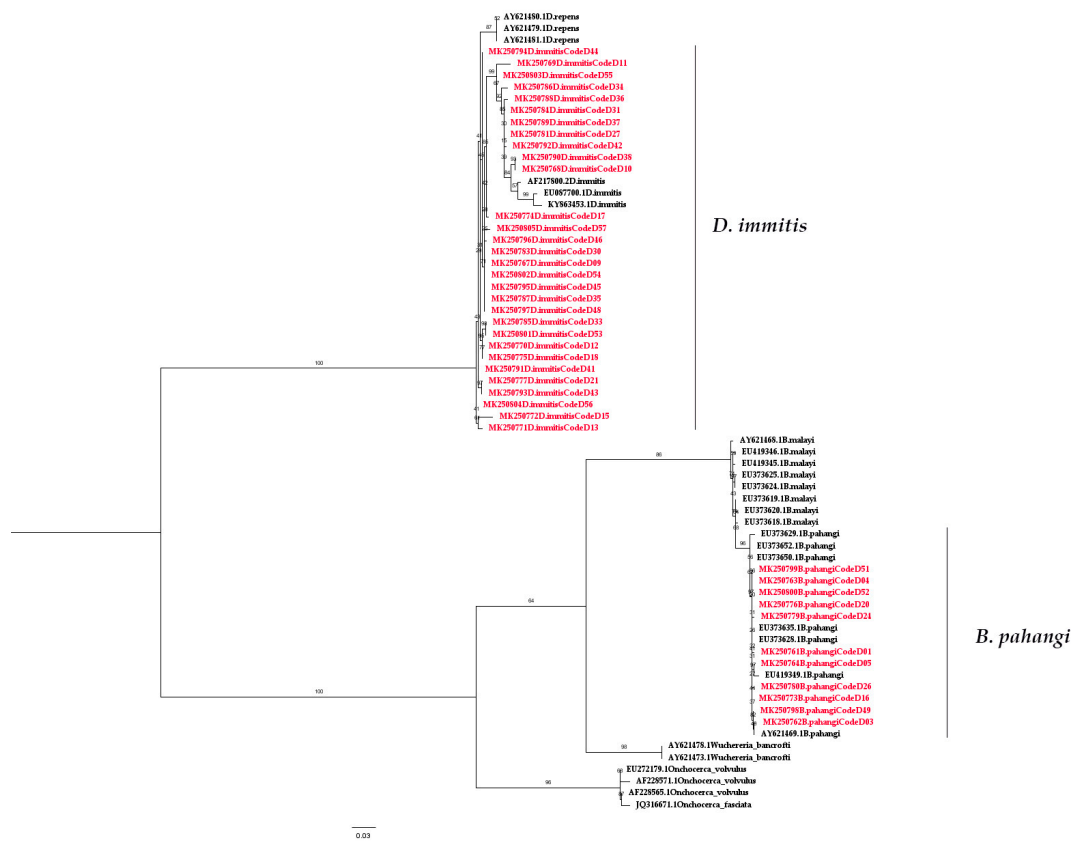 AY621480.1D.repens
AY621479.1D.repens
AY621481.1D.repens
MK250794D.immitisCodeD44
MK250769D.immitisCodeD11
MK250803D.immitisCodeD55
MK250786D.immitisCodeD34
MK250788D.immitisCodeD36
MK250784D.immitisCodeD31
MK250789D.immitisCodeD37
MK250781D.immitisCodeD27
MK250792D.immitisCodeD42
MK250790D.immitisCodeD38
MK250768D.immitisCodeD10
AF217800.2D.immitis
EU087700.1D.immitis
KY863453.1D.immitis
MK250774D.immitisCodeD17
MK250805D.immitisCodeD57
D. immitis
MK250796D.immitisCodeD46
MK250783D.immitisCodeD30
MK250767D.immitisCodeD09
MK250802D.immitisCodeD54
MK250795D.immitisCodeD45
MK250787D.immitisCodeD35
MK250797D.immitisCodeD48
MK250785D.immitisCodeD33
MK250801D.immitisCodeD53
MK250770D.immitisCodeD12
MK250775D.immitisCodeD18
100
MK250791D.immitisCodeD41
MK250777D.immitisCodeD21
MK250793D.immitisCodeD43
MK250804D.immitisCodeD56
MK250772D.immitisCodeD15
MK250771D.immitisCodeD13
AY621468.1B.malayi
EU419346.1B.malayi
86
EU419345.1B.malayi
EU373625.1B.malayi
EU373624.1B.malayi
EU373619.1B.malayi
EU373620.1B.malayi
EU373618.1B.malayi
EU373629.1B.pahangi
EU373652.1B.pahangi
EU373650.1B.pahangi
MK250799B.pahangiCodeD51
MK250763B.pahangiCodeD04
MK250800B.pahangiCodeD52
64
MK250776B.pahangiCodeD20
MK250779B.pahangiCodeD24
EU373635.1B.pahangi
EU373628.1B.pahangi
B. pahangi
MK250761B.pahangiCodeD01
MK250764B.pahangiCodeD05
EU419349.1B.pahangi
MK250780B.pahangiCodeD26
100
MK250773B.pahangiCodeD16
MK250798B.pahangiCodeD49
MK250762B.pahangiCodeD03
AY621469.1B.pahangi
AY621478.1Wuchereria_bancrofti
98
AY621473.1Wuchereria_bancrofti
EU272179.1Onchocerca_volvulus
96
AF228571.1Onchocerca_volvulus
AF228565.1Onchocerca_volvulus
JQ316671.1Onchocerca_fasciata
0.03